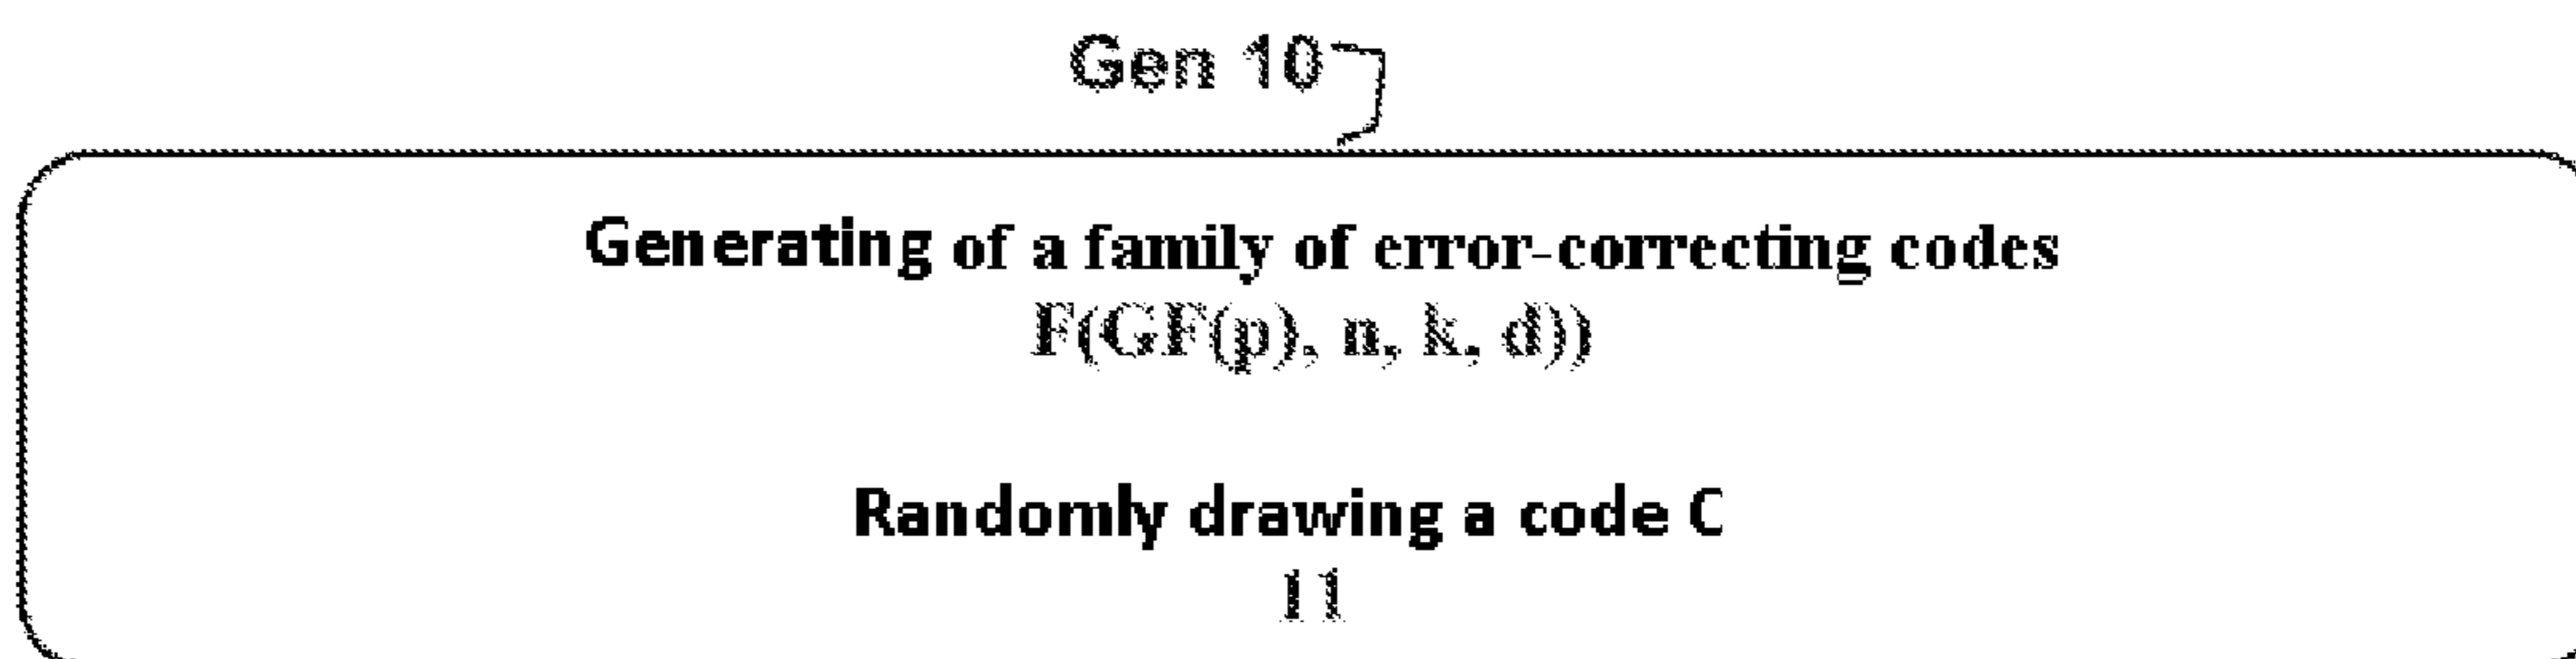 Gen 10
Generating of a family of error-correcting codes
F(GF(p), n, k, d))
Randomly drawing a code C
11